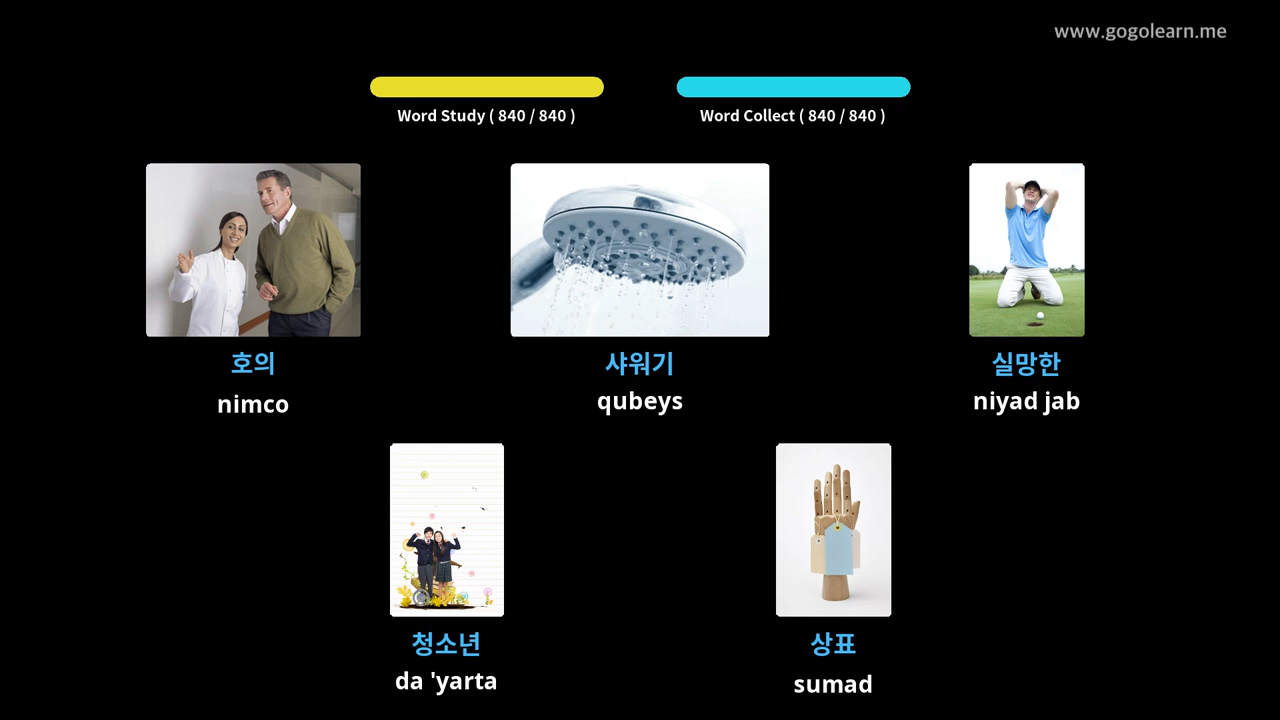 www.gogolearn.me
Word Study ( 840 / 840 )
Word Collect ( 840 / 840 )
호의
nimco
샤워기
qubeys
실망한
niyad jab
청소년
da 'yarta
상표
sumad